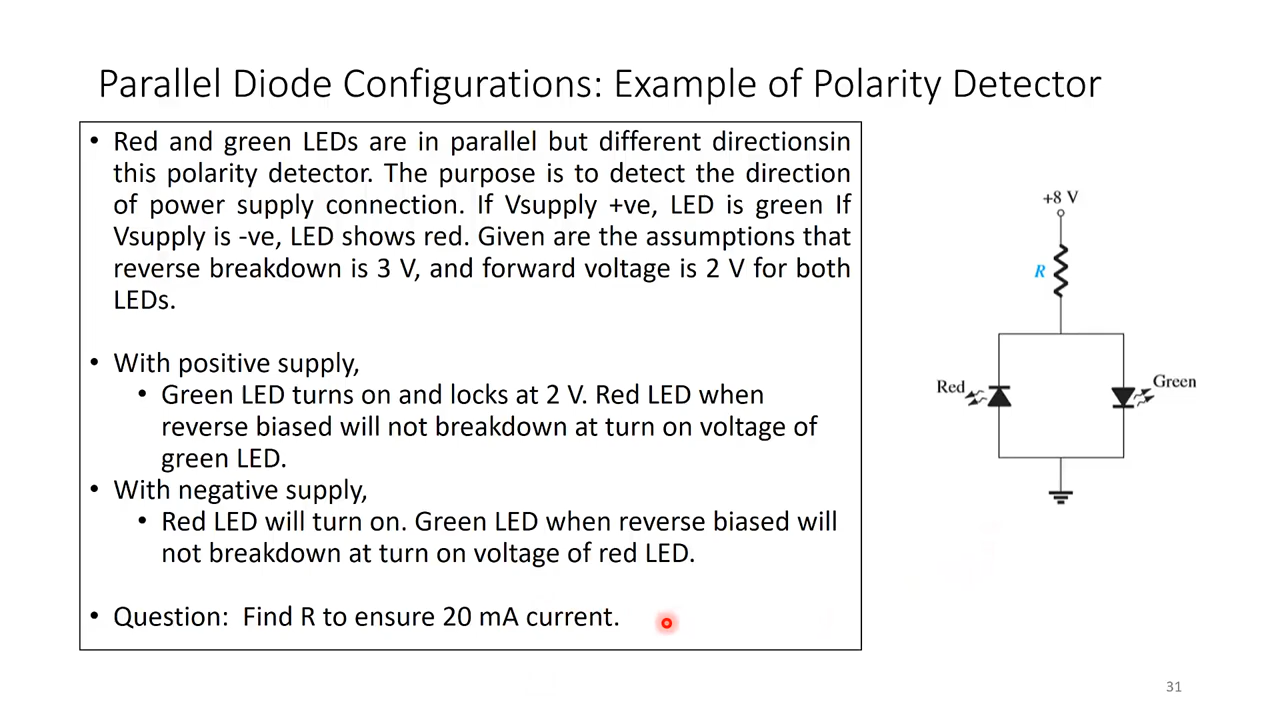 Parallel Diode Configurations: Example of Polarity Detector
• Red and green LEDs are in parallel but different directionsin
this polarity detector. The purpose is to detect the direction
of power supply connection. If Vsupply +ve, LED is green If
Vsupply is -ve, LED shows red. Given are the assumptions that
reverse breakdown is 3 V, and forward voltage is 2 V for both
LEDs.
• With positive supply,
• Green LED turns on and locks at 2 V. Red LED when
reverse biased will not breakdown at turn on voltage of
green LED.
• With negative supply,
• Red LED will turn on. Green LED when reverse biased will
not breakdown at turn on voltage of red LED.
• Question: Find R to ensure 20 mA current.
+8 V
R
Red
Green
31